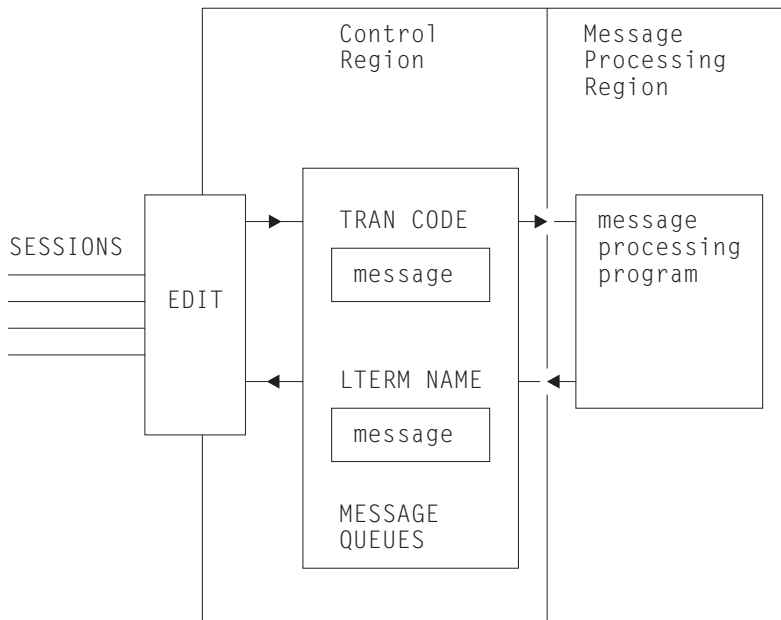 Control
Region
Message
Processing
Region
SESSIONS
EDIT
TRAN CODE
message
LTERM NAME
message
MESSAGE
QUEUES
message
processing
program